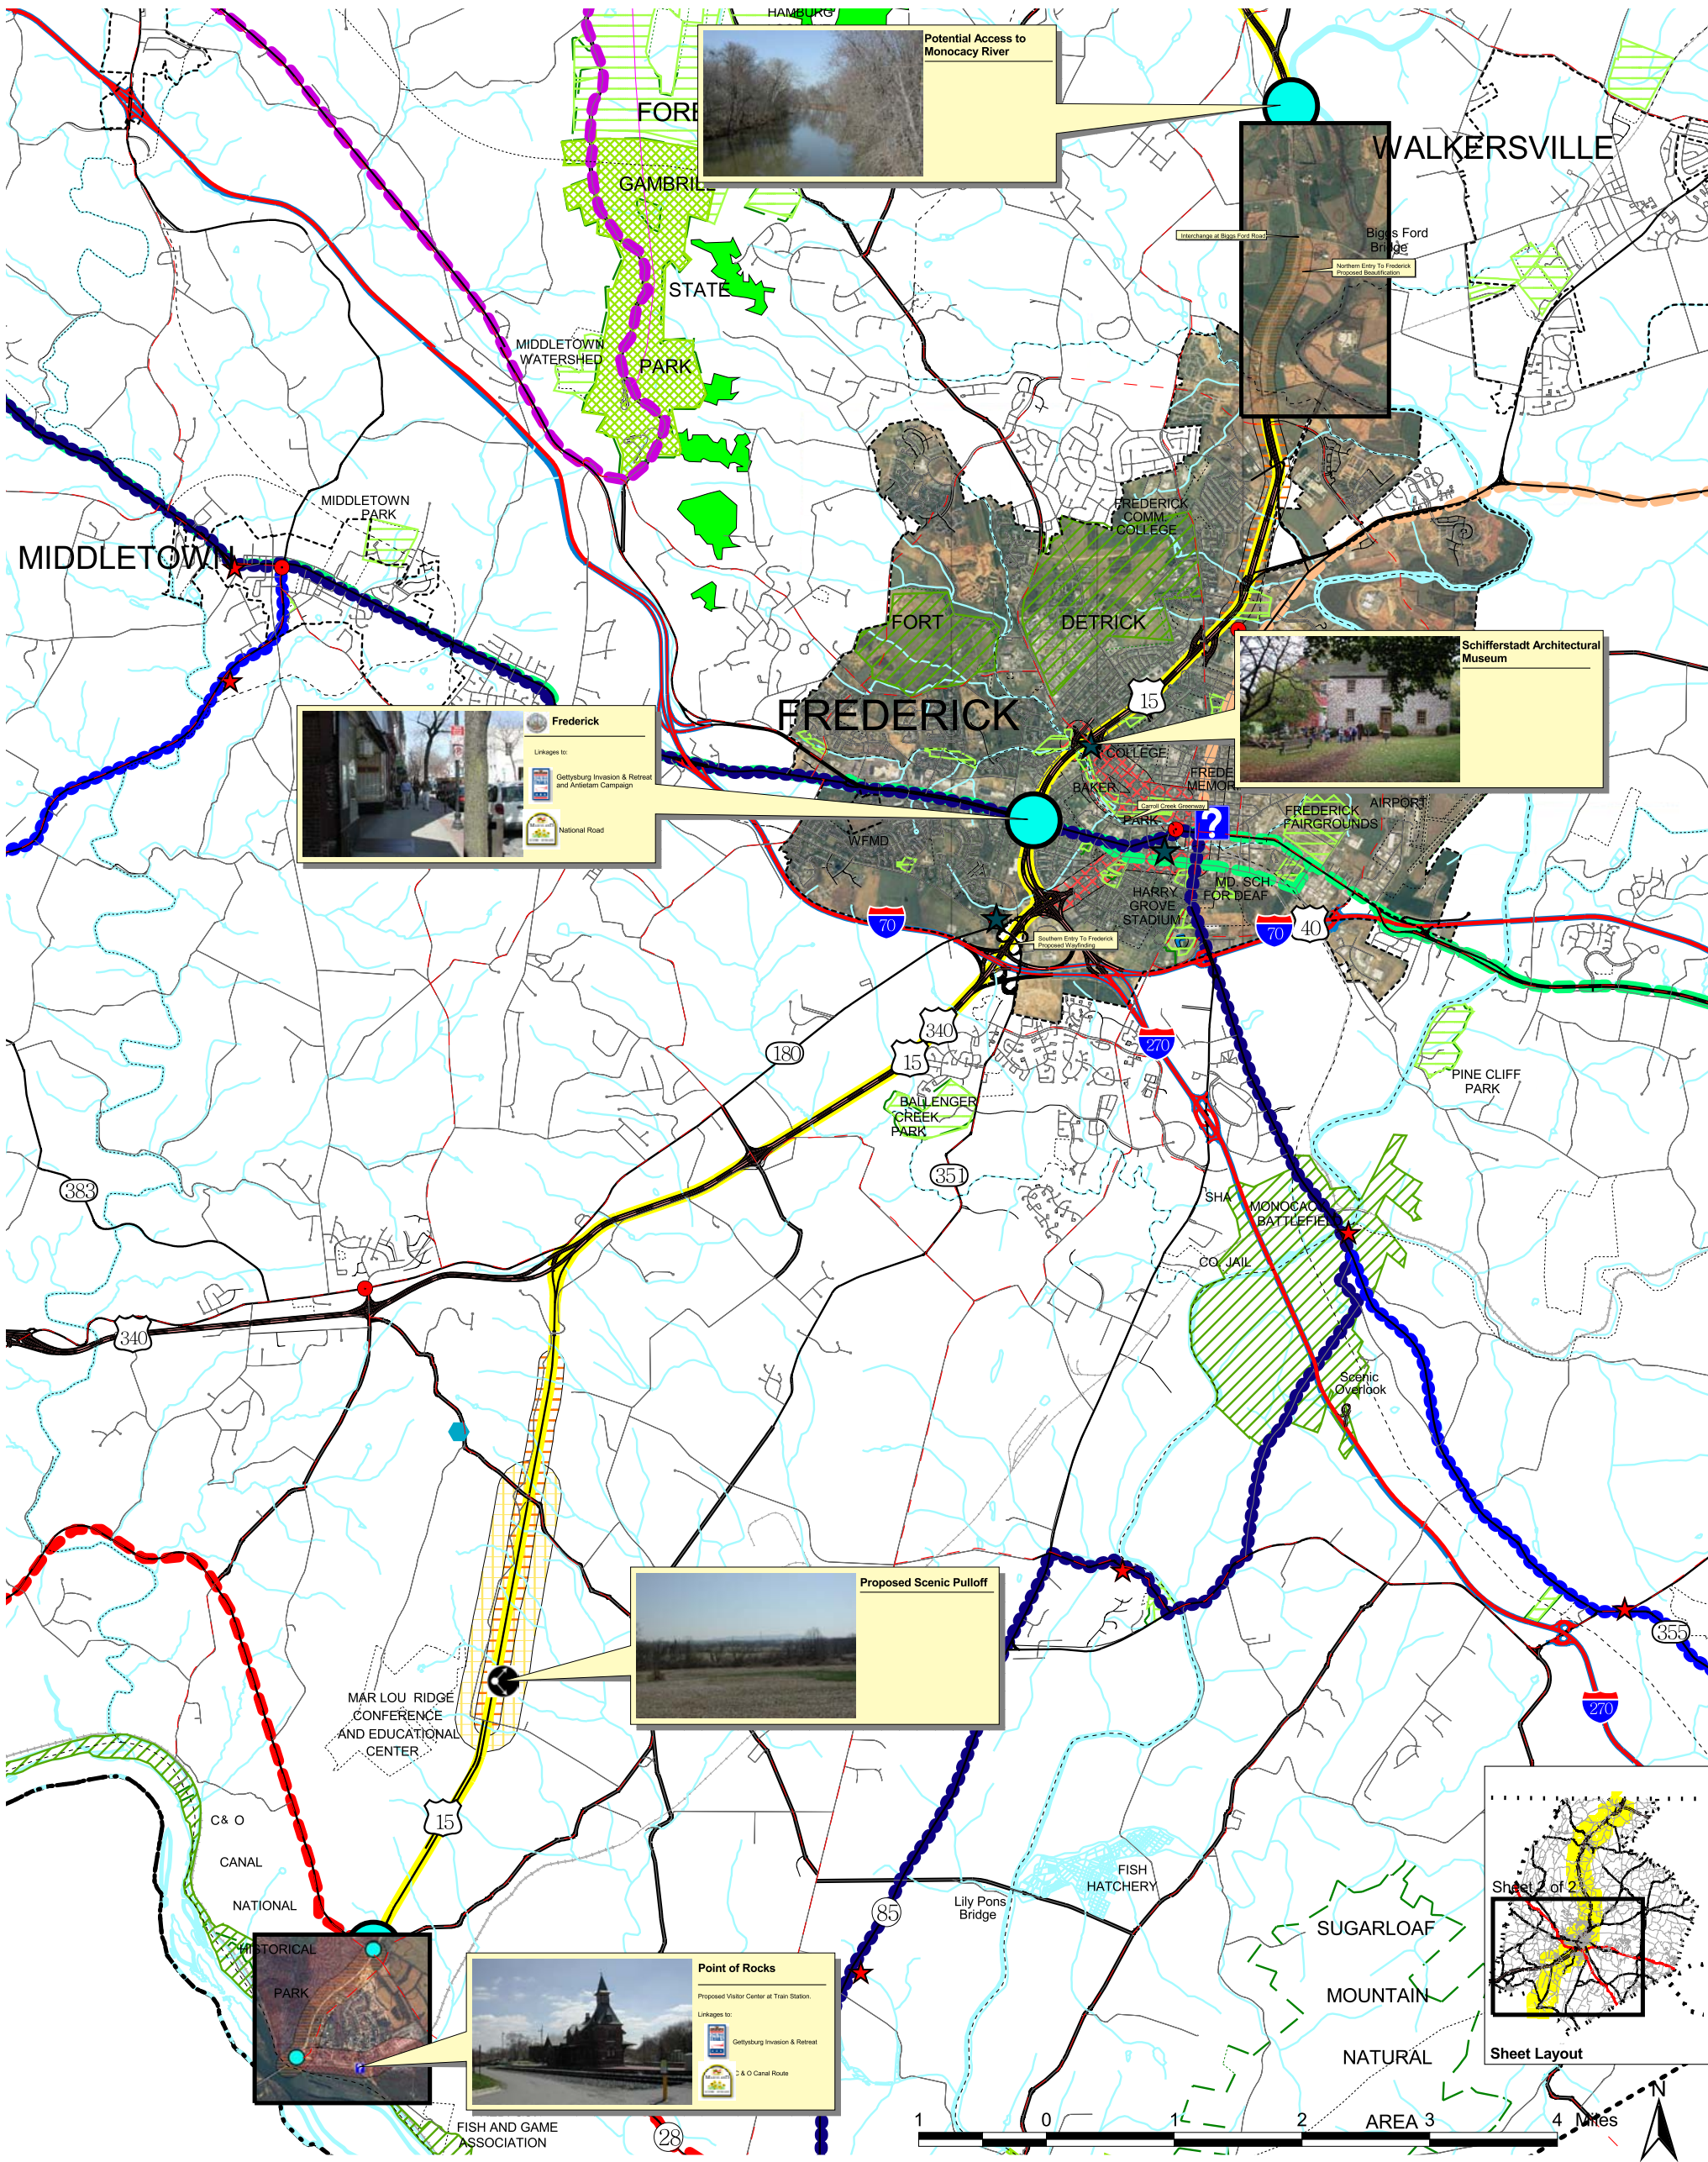 HAMBURG
Potential Access to
Monocacy River
FORE
WALKERSVILLE
GAMBRILL
Interchange at Biggs Ford Road
Biggs Ford
Bridge
Northern Entry To Frederick
Proposed Beautification
STATE
MIDDLETOWN
WATERSHED
PARK
MIDDLETOWN
PARK
FREDERICK
COMM.
COLLEGE
MIDDLETOWN
FORT
DETRICK
Schifferstadt Architectural
Museum
15
FREDERICK
Frederick
Linkages to:
Gettysburg Invasion & Retreat
and Antietam Campaign
National Road
COLLEGE
FREDE
MEMOR
BAKER
Carroll Creek Greenway
PARK
?
AIRPORT
FREDERICK
FAIRGROUNDS
WFMD
MD. SCH.
FOR DEAF
HARRY
GROVE
STADIUM
70
70
40
Southern Entry To Frederick
Proposed Wayfinding
340
15
180
270
PINE CLIFF
PARK
BALLENGER
CREEK
PARK
351
383
SHA
MONOCAC
BATTLEFIE
CO. JAIL
340
Scenic
Overlook
Proposed Scenic Pulloff
355
MAR LOU RIDGE
CONFERENCE
AND EDUCATIONAL
CENTER
270
15
C& O
CANAL
NATIONAL
HISTORICAL
PARK
FISH
HATCHERY
Lily Pons
Bridge
85
SUGARLOAF
MOUNTAIN
NATURAL
AREA
Sheet 2 of 2
Sheet Layout
Point of Rocks
Proposed Visitor Center at Train Station.
Linkages to:
Gettysburg Invasion & Retreat
C & O Canal Route
FISH AND GAME
ASSOCIATION
28
1 0 1 2 3 4 Miles
N